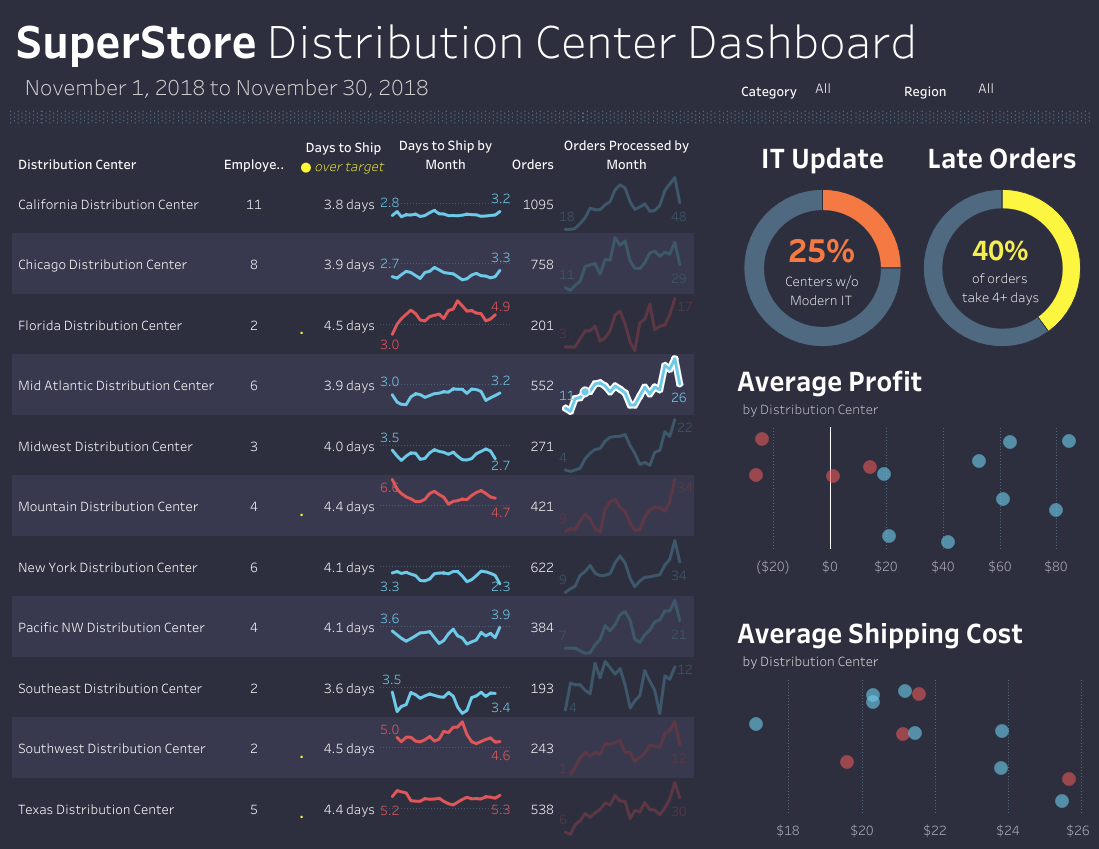 SuperStore Distribution Center Dashboard
November 1, 2018 to November 30, 2018
Category All Region All
Distribution Center Employe.. Days to Ship over target Days to Ship by Month Orders Orders Processed by Month
California Distribution Center 11 3.8 days 2.8 3.2 1095 18 48
Chicago Distribution Center 8 3.9 days 2.7 3.3 758 11 29
Florida Distribution Center 2 4.5 days 3.0 4.9 201 3 17
Mid Atlantic Distribution Center 6 3.9 days 3.0 3.2 552 11 26
Midwest Distribution Center 3 4.0 days 3.5 2.7 271 4 22
Mountain Distribution Center 4 4.4 days 4.7 421
New York Distribution Center 6 4.1 days 3.3 2.3 622 9 34
Pacific NW Distribution Center 4 4.1 days 3.6 3.9 384 7 21
Southeast Distribution Center 2 3.6 days 3.5 3.4 193 4 12
Southwest Distribution Center 2 4.5 days 5.0 4.6 243 12
Texas Distribution Center 5 4.4 days 5.2 5.3 538 6 30
IT Update
25%
Centers w/o
Modern IT
Late Orders
40%
of orders
take 4+ days
Average Profit
by Distribution Center
($20) $0 $20 $40 $60 $80
Average Shipping Cost
by Distribution Center
$18 $20 $22 $24 $26